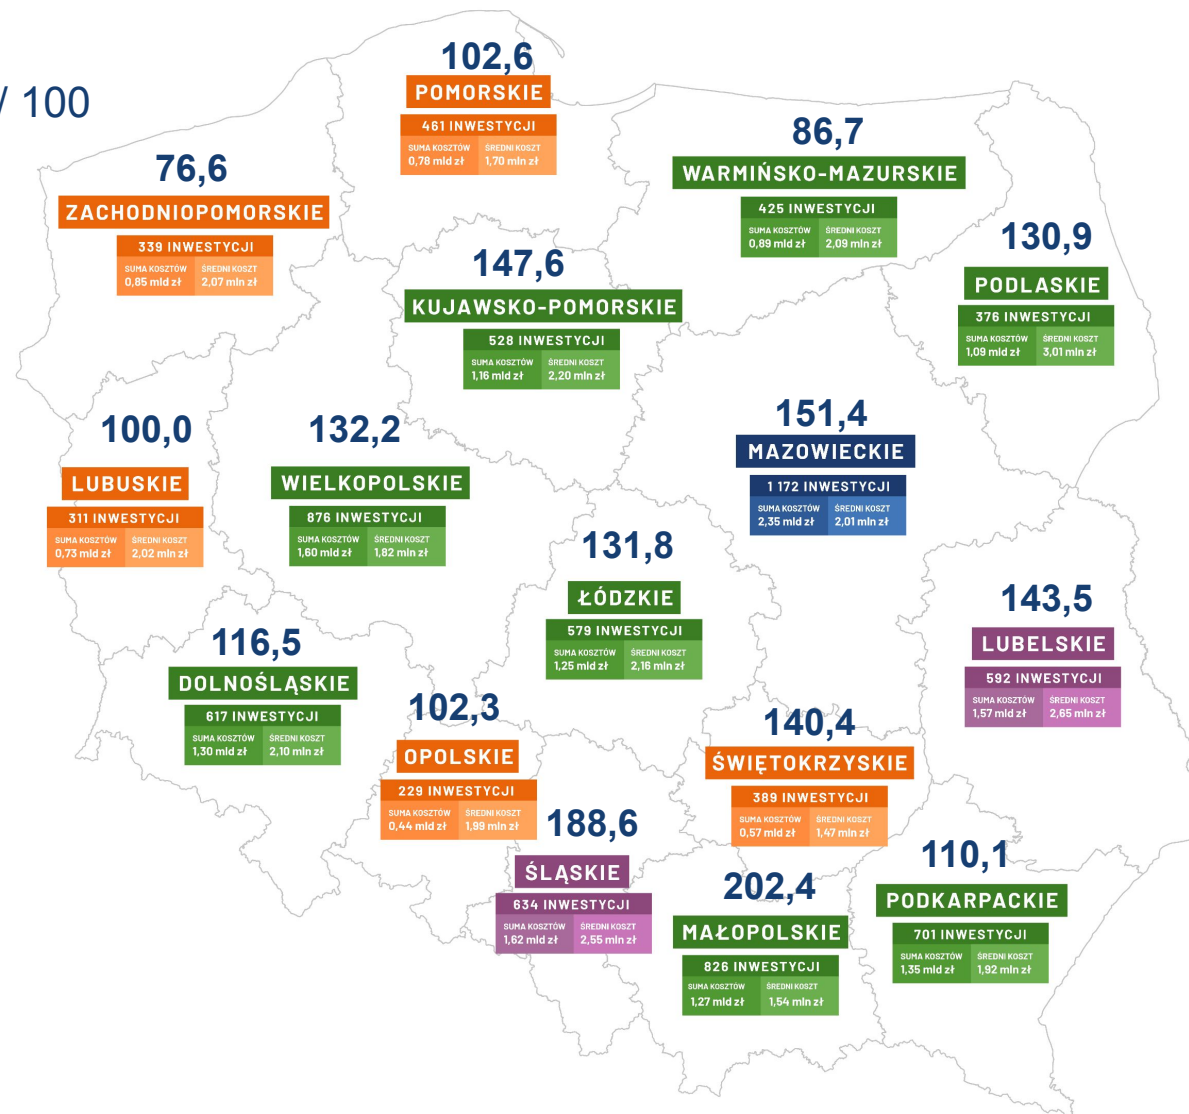 / 100
102,6
POMORSKIE
461 INWESTYCJI
SUMA KOSZTÓW ŚREDNI KOSZT
0,78 mld zł 1,70 mln zł
86,7
WARMIŃSKO-MAZURSKIE
425 INWESTYCJI
SUMA KOSZTÓW ŚREDNI KOSZT
0,89 mld zł 2,09 mln zł
76,6
ZACHODNIOPOMORSKIE
339 INWESTYCJI
SUMA KOSZTÓW ŚREDNI KOSZT
0,85 mld zł 2,07 mln zł
147,6
KUJAWSKO-POMORSKIE
528 INWESTYCJI
SUMA KOSZTÓW ŚREDNI KOSZT
1,16 mld zł 2,20 mln zł
130,9
PODLASKIE
376 INWESTYCJI
SUMA KOSZTÓW ŚREDNI KOSZT
1,09 mld zł 3,01 mln zł
100,0
LUBUSKIE
311 INWESTYCJI
SUMA KOSZTÓW ŚREDNI KOSZT
0,73 mld zł 2,02 mln zł
132,2
WIELKOPOLSKIE
876 INWESTYCJI
SUMA KOSZTÓW ŚREDNI KOSZT
1,60 mld zł 1,82 mln zł
151,4
MAZOWIECKIE
1 172 INWESTYCJI
SUMA KOSZTÓW ŚREDNI KOSZT
2,35 mld zł 2,01 mln zł
131,8
ŁÓDZKIE
579 INWESTYCJI
SUMA KOSZTÓW ŚREDNI KOSZT
1,25 mld zł 2,16 mln zł
143,5
LUBELSKIE
592 INWESTYCJI
SUMA KOSZTÓW ŚREDNI KOSZT
1,57 mld zł 2,65 mln zł
116,5
DOLNOŚLĄSKIE
617 INWESTYCJI
SUMA KOSZTÓW ŚREDNI KOSZT
1,30 mld zł 2,10 mln zł
102,3
OPOLSKIE
229 INWESTYCJI
SUMA KOSZTÓW ŚREDNI KOSZT
0,44 mld zł 1,99 mln zł
140,4
ŚWIĘTOKRZYSKIE
389 INWESTYCJI
SUMA KOSZTÓW ŚREDNI KOSZT
0,57 mld zł 1,47 mln zł
188,6
ŚLĄSKIE
634 INWESTYCJI
SUMA KOSZTÓW ŚREDNI KOSZT
1,62 mld zł 2,55 mln zł
202,4
MAŁOPOLSKIE
826 INWESTYCJI
SUMA KOSZTÓW ŚREDNI KOSZT
1,27 mld zł 1,54 mln zł
110,1
PODKARPACKIE
701 INWESTYCJI
SUMA KOSZTÓW ŚREDNI KOSZT
1,35 mld zł 1,92 mln zł